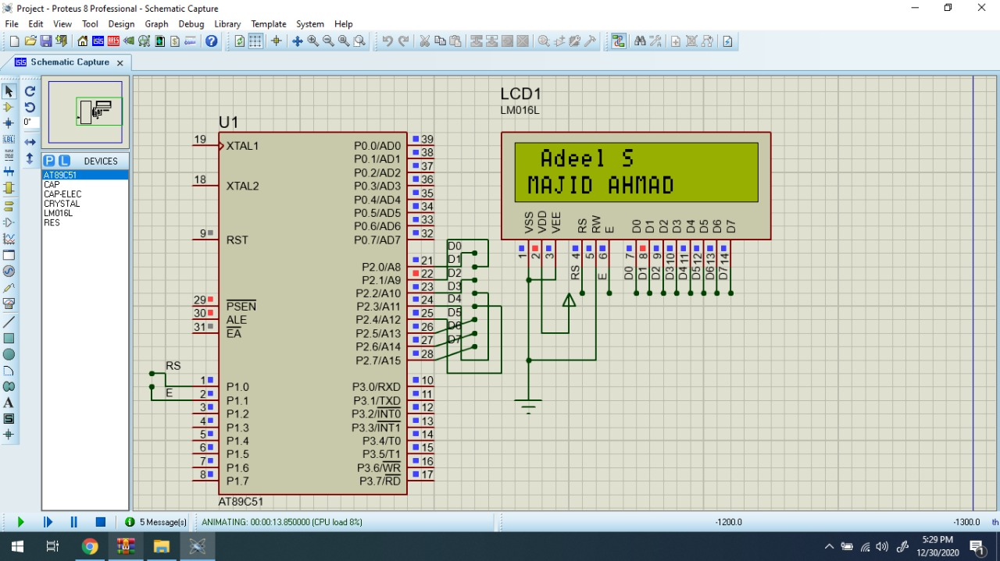 Project - Proteus 8 Professional - Schematic Capture
File Edit View Tool Design Graph Debug Library Template System Help
Schematic Capture
0°
P L DEVICES
AT89C51
CAP
CAP-ELEC
CRYSTAL
LM016L
RES
LCD1
LM016L
Adeel S
MAJID AHMAD
VSS VDD VEE RS RW E D0 D1 D2 D3 D4 D5 D6 D7
1 2 3 4 5 6 7 8 9 10 11 12 13 14
RS E D0 D1 D2 D3 D4 D5 D6 D7
U1
19 XTAL1 P0.0/AD0 39
P0.1/AD1 38
P0.2/AD2 37
18 XTAL2 P0.3/AD3 36
P0.4/AD4 35
P0.5/AD5 34
P0.6/AD6 33
9 RST P0.7/AD7 32
P2.0/A8 21
P2.1/A9 22
P2.2/A10 23
29 PSEN P2.3/A11 24
30 ALE P2.4/A12 25
31 EA P2.5/A13 26
P2.6/A14 27
P2.7/A15 28
D0
D1
D2
D3
D4
D5
D6
D7
RS
E
1 P1.0 P3.0/RXD 10
2 P1.1 P3.1/TXD 11
3 P1.2 P3.2/INT0 12
4 P1.3 P3.3/INT1 13
5 P1.4 P3.4/T0 14
6 P1.5 P3.5/T1 15
7 P1.6 P3.6/WR 16
8 P1.7 P3.7/RD 17
AT89C51
5 Message(s) ANIMATING: 00:00:13.850000 (CPU load 8%) -1200.0 -1300.0 th
5:29 PM
12/30/2020
1